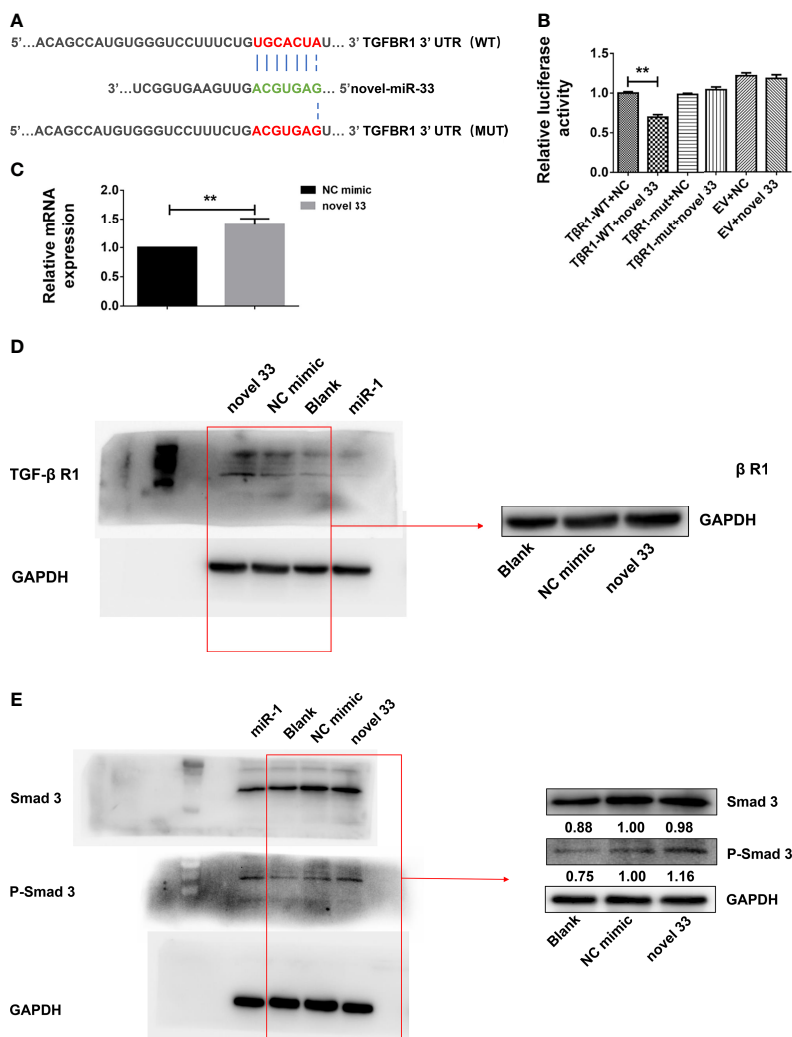 A
5′...ACAGCCAUGUGGGUCCUUUCUGUGCACUAU... 3′ TGFBR1 3′ UTR (WT)
3′...UCGGUGAAGUUGACGUGAG... 5′novel-miR-33
5′...ACAGCCAUGUGGGUCCUUUCUGACGUGAGU... 3′ TGFBR1 3′ UTR (MUT)
B
Relative luciferase activity
1.5
1.0
0.5
0.0
**
TβR1-WT+NC
TβR1-WT+novel 33
TβR1-mut+NC
TβR1-mut+novel 33
EV+NC
EV+novel 33
C
Relative mRNA expression
2.0
1.5
1.0
0.5
0.0
**
NC mimic
novel 33
D
novel 33
NC mimic
Blank
miR-1
TGF-β R1
GAPDH
β R1
GAPDH
Blank
NC mimic
novel 33
E
miR-1
Blank
NC mimic
novel 33
Smad 3
P-Smad 3
GAPDH
Smad 3
0.88 1.00 0.98
P-Smad 3
0.75 1.00 1.16
GAPDH
Blank
NC mimic
novel 33